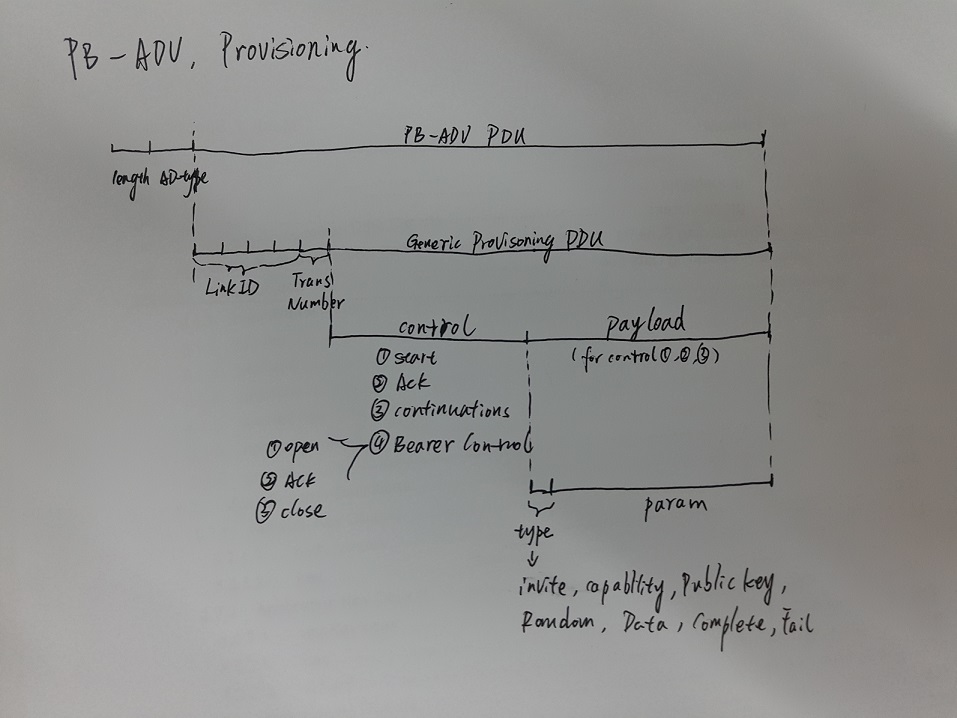 PB-ADV, Provisioning.
PB-ADV PDU
length AD-type
Generic Provisoning PDU
Link ID
Trans
Number
control
payload
① start
(for control ①, ②, ③)
② Ack
③ continuations
① open
④ Bearer Control
② Ack
③ close
param
type
invite, capability, Public key,
Random, Data, Complete, Fail